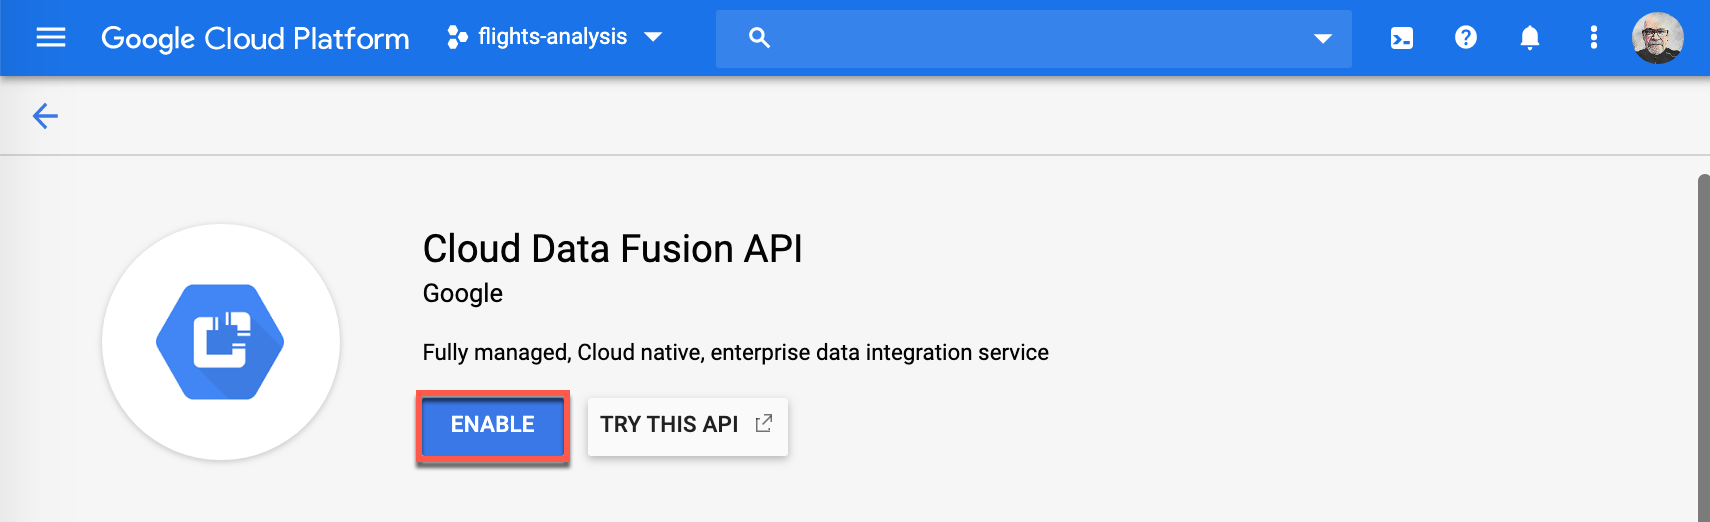 Google Cloud Platform flights-analysis
Cloud Data Fusion API
Google
Fully managed, Cloud native, enterprise data integration service
ENABLE TRY THIS API